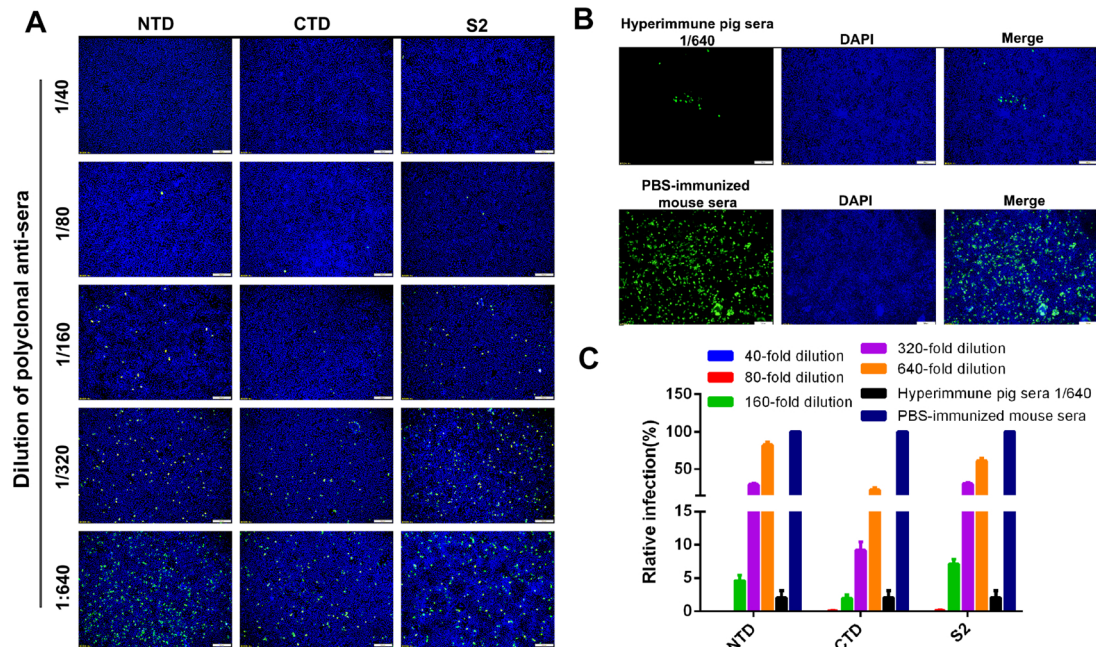 A
NTD
CTD
S2
Dilution of polyclonal anti-sera
1/40
1/80
1/160
1/320
1:640
B
Hyperimmune pig sera
1/640
DAPI
Merge
PBS-immunized
mouse sera
DAPI
Merge
C
40-fold dilution
80-fold dilution
160-fold dilution
320-fold dilution
640-fold dilution
Hyperimmune pig sera 1/640
PBS-immunized mouse sera
Rlative infection(%)
150
100
50
15
10
5
0
NTD
CTD
S2